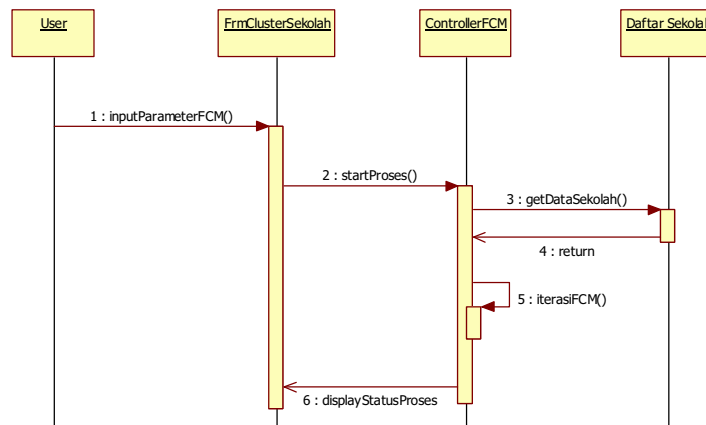 User
FrmClusterSekolah
ControllerFCM
Daftar Sekolah
1 : inputParameterFCM()
2 : startProses()
3 : getDataSekolah()
4 : return
5 : iterasiFCM()
6 : displayStatusProses